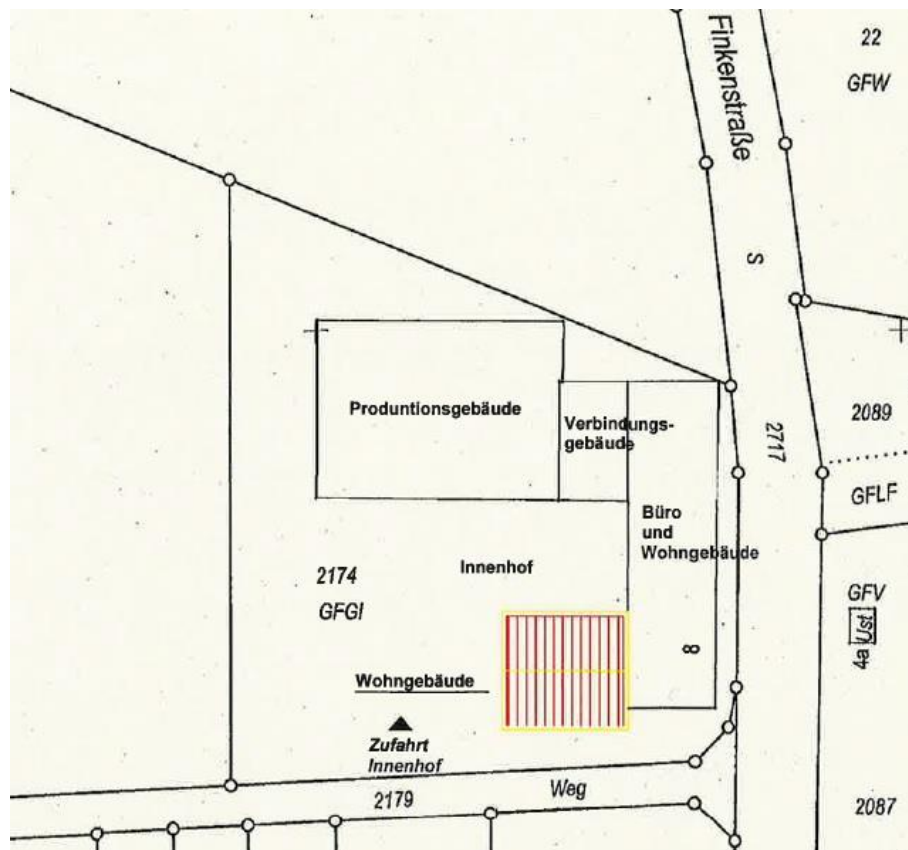 22
GFW
Finkenstraße
S
2717
2089
GFLF
Produntionsgebäude
Verbindungs-
gebäude
Büro
und
Wohngebäude
Innenhof
2174
GFGI
GFV
Ust
4a
8
Wohngebäude
Zufahrt
Innenhof
Weg
2179
2087